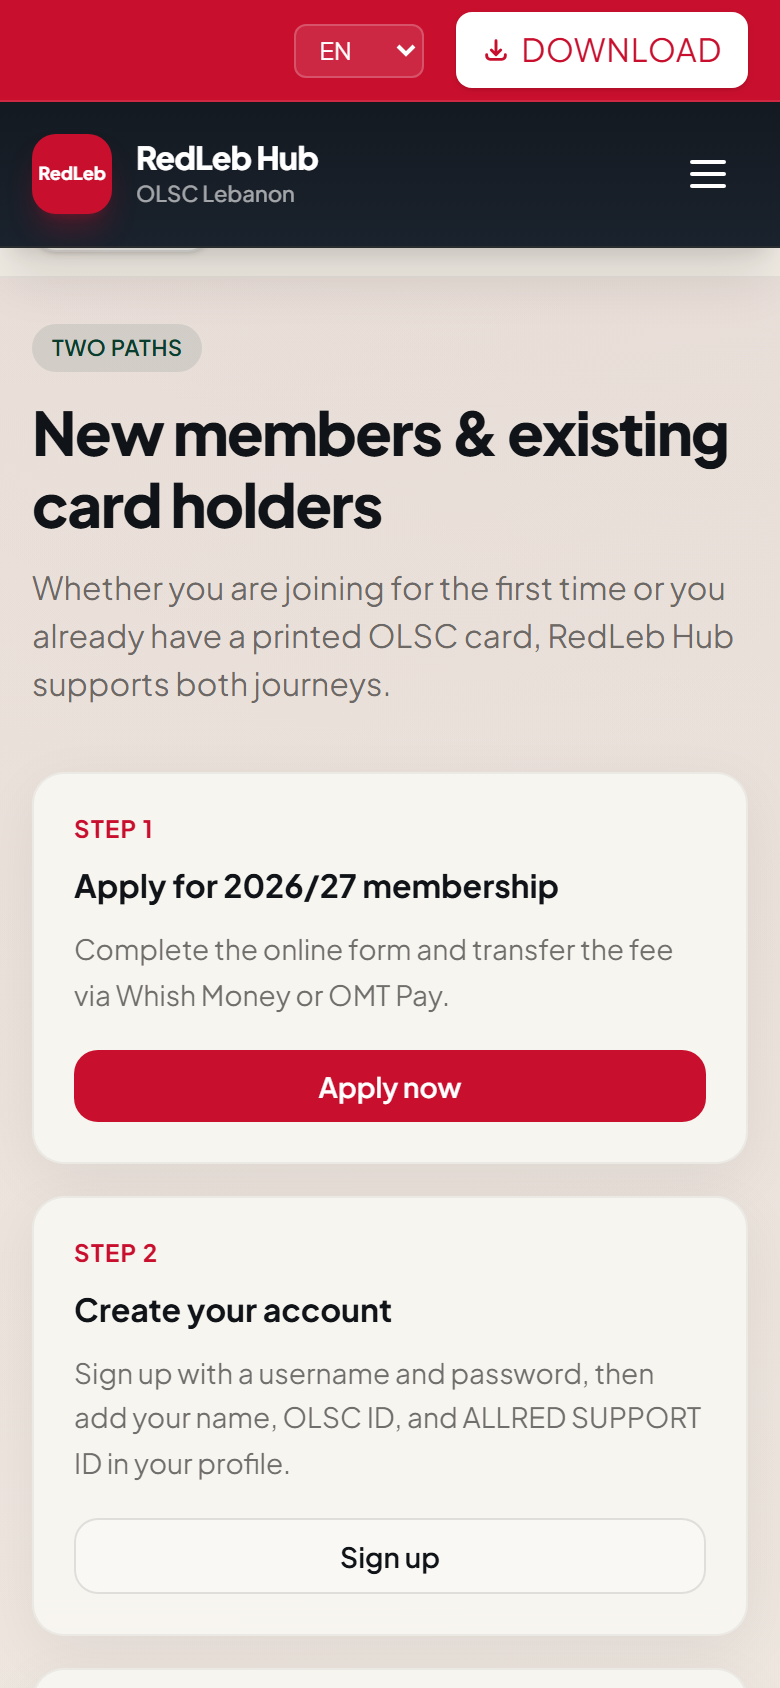 EN
DOWNLOAD
RedLeb
RedLeb Hub
OLSC Lebanon
TWO PATHS
New members & existing
card holders
Whether you are joining for the first time or you
already have a printed OLSC card, RedLeb Hub
supports both journeys.
STEP 1
Apply for 2026/27 membership
Complete the online form and transfer the fee
via Whish Money or OMT Pay.
Apply now
STEP 2
Create your account
Sign up with a username and password, then
add your name, OLSC ID, and ALLRED SUPPORT
ID in your profile.
Sign up